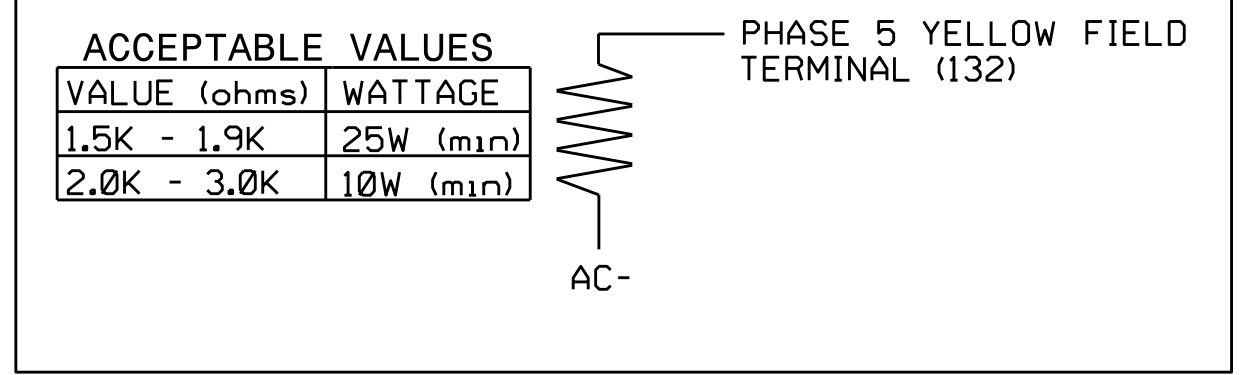 ACCEPTABLE VALUES
VALUE (ohms) WATTAGE
1.5K - 1.9K 25W (min)
2.0K - 3.0K 10W (min)
PHASE 5 YELLOW FIELD
TERMINAL (132)
AC-